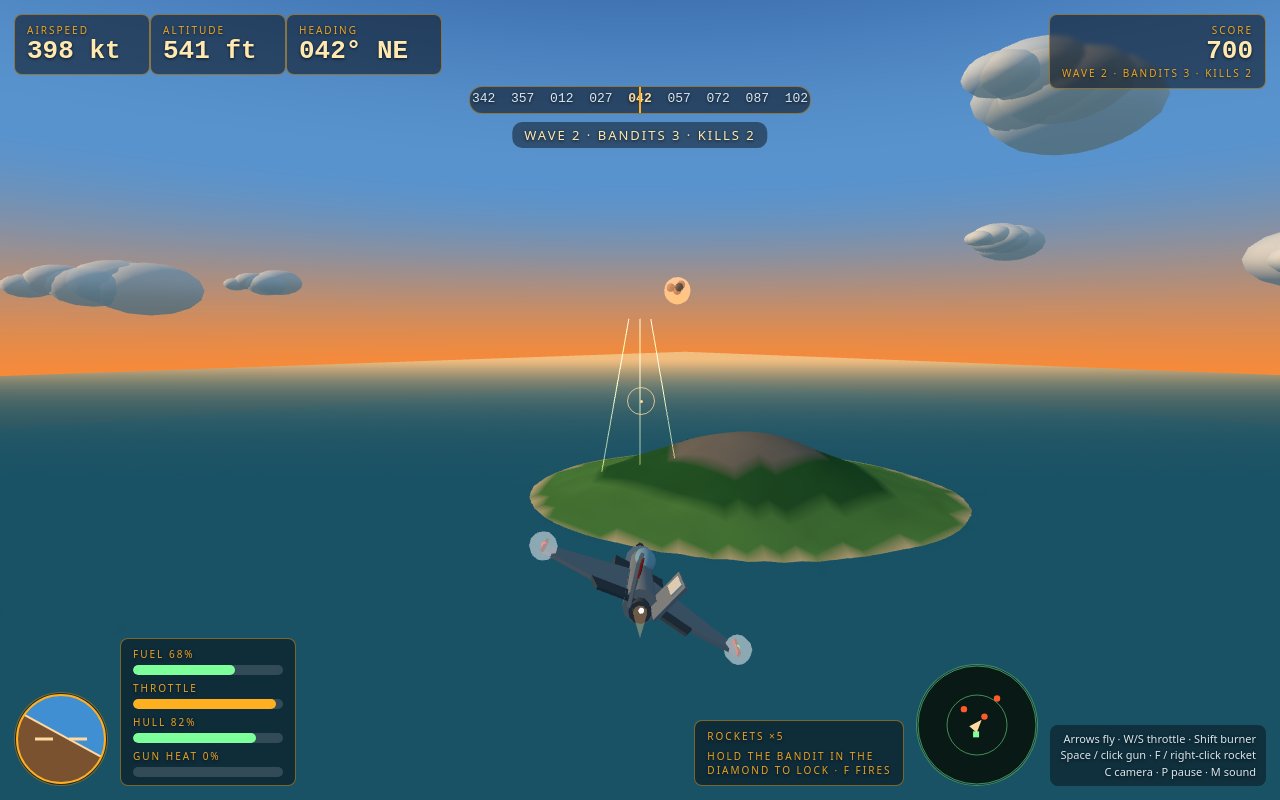 AIRSPEED
398 kt
ALTITUDE
541 ft
HEADING
042° NE
SCORE
700
WAVE 2 · BANDITS 3 · KILLS 2
342 357 012 027 042 057 072 087 102
WAVE 2 · BANDITS 3 · KILLS 2
FUEL 68%
THROTTLE
HULL 82%
GUN HEAT 0%
ROCKETS ×5
HOLD THE BANDIT IN THE
DIAMOND TO LOCK · F FIRES
Arrows fly · W/S throttle · Shift burner
Space / click gun · F / right-click rocket
C camera · P pause · M sound